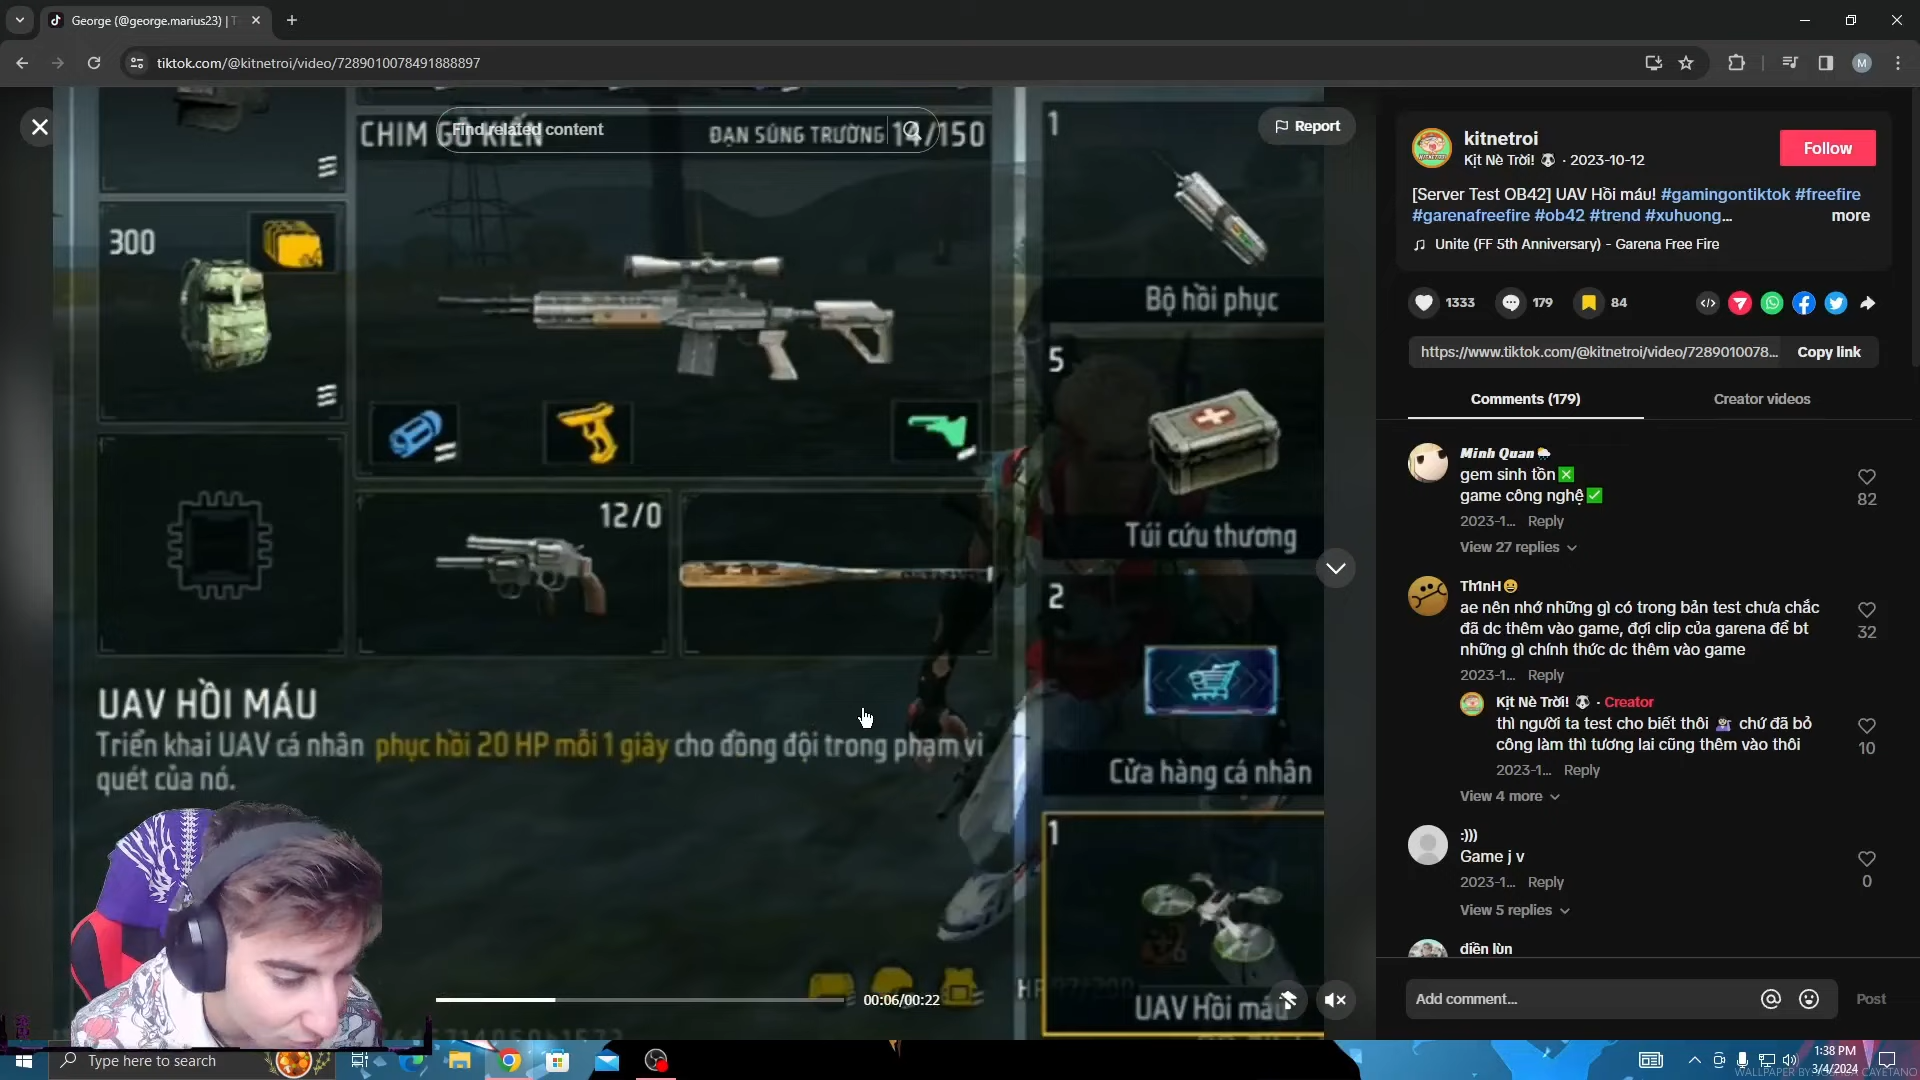 George (@george.marius23) | T
tiktok.com/@kitnetroi/video/7289010078491888897
Find related content
Report
CHIM GÕ KIẾN
ĐẠN SÚNG TRƯỜNG 14/150
300
12/0
UAV HỒI MÁU
Triển khai UAV cá nhân phục hồi 20 HP mỗi 1 giây cho đồng đội trong phạm vi
quét của nó.
1
Bộ hồi phục
5
Túi cứu thương
2
Cửa hàng cá nhân
1
UAV Hồi máu
00:06/00:22
kitnetroi
Kịt Nè Trời! 🐼 · 2023-10-12
Follow
[Server Test OB42] UAV Hồi máu! #gamingontiktok #freefire
#garenafreefire #ob42 #trend #xuhuong... more
♫ Unite (FF 5th Anniversary) - Garena Free Fire
1333
179
84
https://www.tiktok.com/@kitnetroi/video/7289010078...
Copy link
Comments (179)
Creator videos
Minh Quan🌦
gem sinh tồn❎
game công nghệ✅
82
2023-1... Reply
View 27 replies
Th1nH😃
ae nên nhớ những gì có trong bản test chưa chắc
đã dc thêm vào game, đợi clip của garena để bt
những gì chính thức dc thêm vào game
32
2023-1... Reply
Kịt Nè Trời! 🐼 · Creator
thì người ta test cho biết thôi chứ đã bỏ
công làm thì tương lai cũng thêm vào thôi
10
2023-1... Reply
View 4 more
:)))
Game j v
0
2023-1... Reply
View 5 replies
diễn lùn
Add comment...
Post
Type here to search
1:38 PM
3/4/2024
M